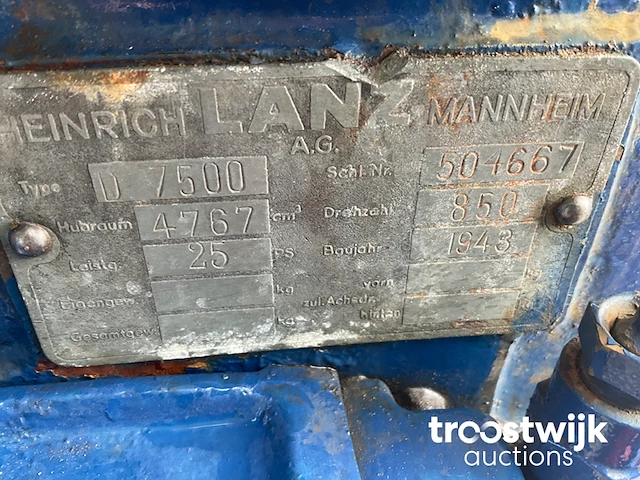 HEINRICH LANZ MANNHEIM
A.G.
Type D 7500 Schl.Nr. 504667
Hubraum 4767 cm³ Drehzahl 850
Leistg. 25 PS Baujahr 1943
Eigengew. kg vorn kg
zul.Achsdr.
Gesamtgew. kg hinten
troostwijk
auctions